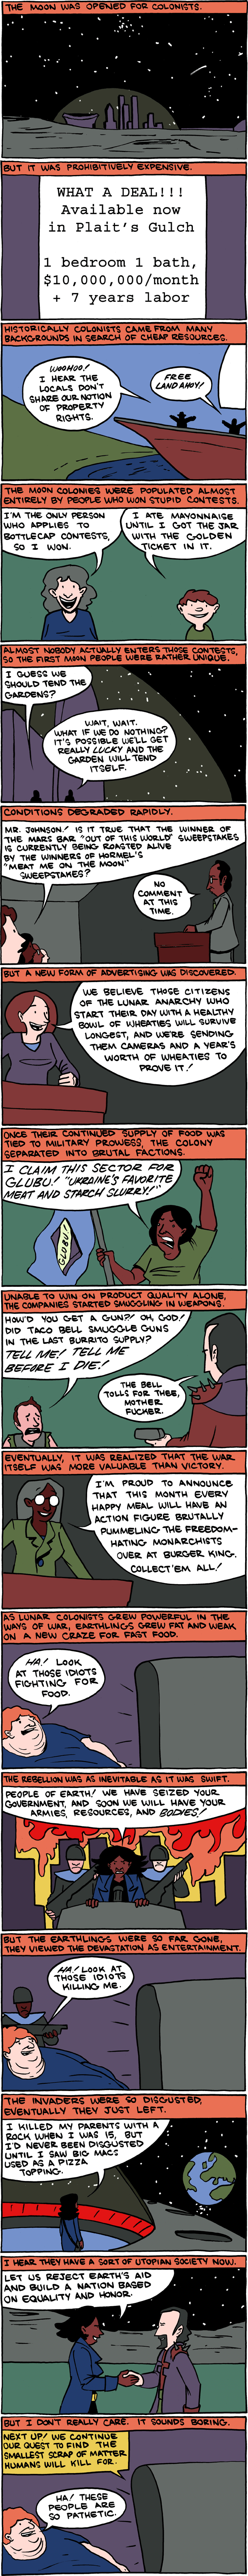 THE MOON WAS OPENED FOR COLONISTS.
BUT IT WAS PROHIBITIVELY EXPENSIVE.
WHAT A DEAL!!!
Available now
in Plait's Gulch
1 bedroom 1 bath,
$10,000,000/month
+ 7 years labor
HISTORICALLY COLONISTS CAME FROM MANY
BACKGROUNDS IN SEARCH OF CHEAP RESOURCES.
WOOHOO!
I HEAR THE
LOCALS DON'T
SHARE OUR NOTION
OF PROPERTY
RIGHTS.
FREE
LAND AHOY!
THE MOON COLONIES WERE POPULATED ALMOST
ENTIRELY BY PEOPLE WHO WON STUPID CONTESTS.
I'M THE ONLY PERSON
WHO APPLIES TO
BOTTLECAP CONTESTS,
SO I WON.
I ATE MAYONNAISE
UNTIL I GOT THE JAR
WITH THE GOLDEN
TICKET IN IT.
ALMOST NOBODY ACTUALLY ENTERS THOSE CONTESTS,
SO THE FIRST MOON PEOPLE WERE RATHER UNIQUE.
I GUESS WE
SHOULD TEND THE
GARDENS?
WAIT, WAIT.
WHAT IF WE DO NOTHING?
IT'S POSSIBLE WE'LL GET
REALLY LUCKY AND THE
GARDEN WILL TEND
ITSELF.
CONDITIONS DEGRADED RAPIDLY.
MR. JOHNSON! IS IT TRUE THAT THE WINNER OF
THE MARS BAR "OUT OF THIS WORLD" SWEEPSTAKES
IS CURRENTLY BEING ROASTED ALIVE
BY THE WINNERS OF HORMEL'S
"MEAT ME ON THE MOON"
SWEEPSTAKES?
NO
COMMENT
AT THIS
TIME.
BUT A NEW FORM OF ADVERTISING WAS DISCOVERED.
WE BELIEVE THOSE CITIZENS
OF THE LUNAR ANARCHY WHO
START THEIR DAY WITH A HEALTHY
BOWL OF WHEATIES WILL SURVIVE
LONGEST, AND WE'RE SENDING
THEM CAMERAS AND A YEAR'S
WORTH OF WHEATIES TO
PROVE IT!
ONCE THEIR CONTINUED SUPPLY OF FOOD WAS
TIED TO MILITARY PROWESS, THE COLONY
SEPARATED INTO BRUTAL FACTIONS.
I CLAIM THIS SECTOR FOR
GLUBU! "UKRAINE'S FAVORITE
MEAT AND STARCH SLURRY!"
GLOBU!
UNABLE TO WIN ON PRODUCT QUALITY ALONE,
THE COMPANIES STARTED SMUGGLING IN WEAPONS.
HOW'D YOU GET A GUN?! OH, GOD!
DID TACO BELL SMUGGLE GUNS
IN THE LAST BURRITO SUPPLY?
TELL ME! TELL ME
BEFORE I DIE!
THE BELL
TOLLS FOR THEE,
MOTHER
FUCKER.
EVENTUALLY, IT WAS REALIZED THAT THE WAR
ITSELF WAS MORE VALUABLE THAN VICTORY.
I'M PROUD TO ANNOUNCE
THAT THIS MONTH EVERY
HAPPY MEAL WILL HAVE AN
ACTION FIGURE BRUTALLY
PUMMELING THE FREEDOM-
HATING MONARCHISTS
OVER AT BURGER KING.
COLLECT 'EM ALL!
AS LUNAR COLONISTS GREW POWERFUL IN THE
WAYS OF WAR, EARTHLINGS GREW FAT AND WEAK
ON A NEW CRAZE FOR FAST FOOD.
HA! LOOK
AT THOSE IDIOTS
FIGHTING FOR
FOOD.
THE REBELLION WAS AS INEVITABLE AS IT WAS SWIFT.
PEOPLE OF EARTH! WE HAVE SEIZED YOUR
GOVERNMENT, AND SOON WE WILL HAVE YOUR
ARMIES, RESOURCES, AND BODIES!
BUT THE EARTHLINGS WERE SO FAR GONE,
THEY VIEWED THE DEVASTATION AS ENTERTAINMENT.
HA! LOOK AT
THOSE IDIOTS
KILLING ME.
THE INVADERS WERE SO DISGUSTED,
EVENTUALLY THEY JUST LEFT.
I KILLED MY PARENTS WITH A
ROCK WHEN I WAS 15, BUT
I'D NEVER BEEN DISGUSTED
UNTIL I SAW BIG MACS
USED AS A PIZZA
TOPPING.
I HEAR THEY HAVE A SORT OF UTOPIAN SOCIETY NOW.
LET US REJECT EARTH'S AID
AND BUILD A NATION BASED
ON EQUALITY AND HONOR.
BUT I DON'T REALLY CARE. IT SOUNDS BORING.
NEXT UP! WE CONTINUE
OUR QUEST TO FIND THE
SMALLEST SCRAP OF MATTER
HUMANS WILL KILL FOR.
HA! THESE
PEOPLE ARE
SO PATHETIC.